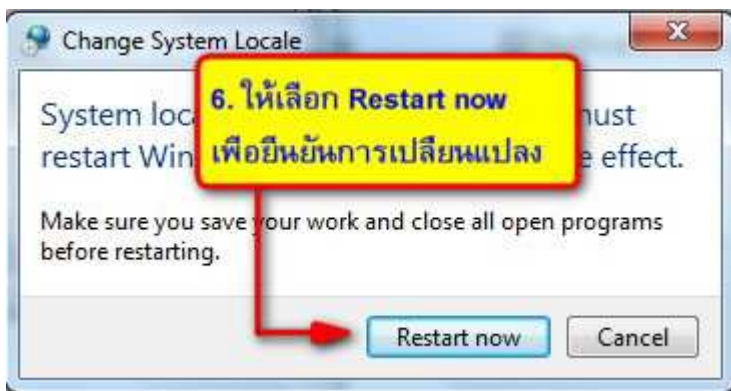 Change System Locale
6. ให้เลือก Restart now
เพื่อยืนยันการเปลี่ยนแปลง
System loc must
restart Win e effect.
Make sure you save your work and close all open programs
before restarting.
Restart now Cancel